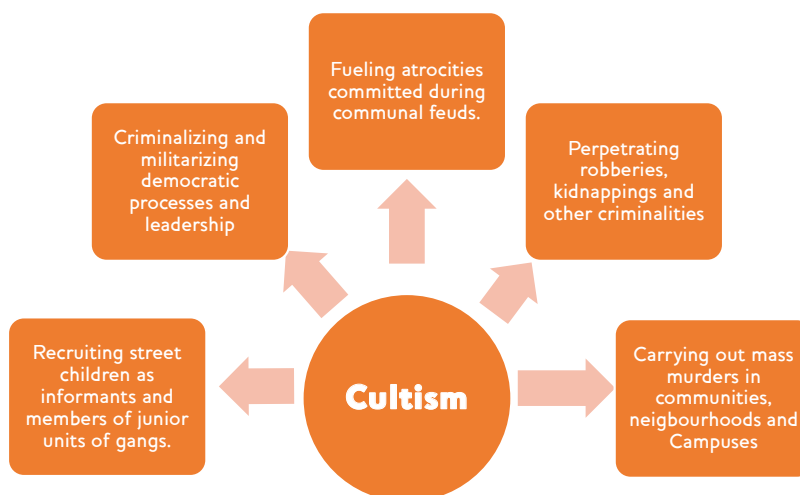 Fueling atrocities
committed during
communal feuds.
Criminalizing and
militarizing
democratic
processes and
leadership
Perpetrating
robberies,
kidnappings and
other criminalities
Recruiting street
children as
informants and
members of junior
units of gangs.
Cultism
Carrying out mass
murders in
communities,
neigbourhoods and
Campuses